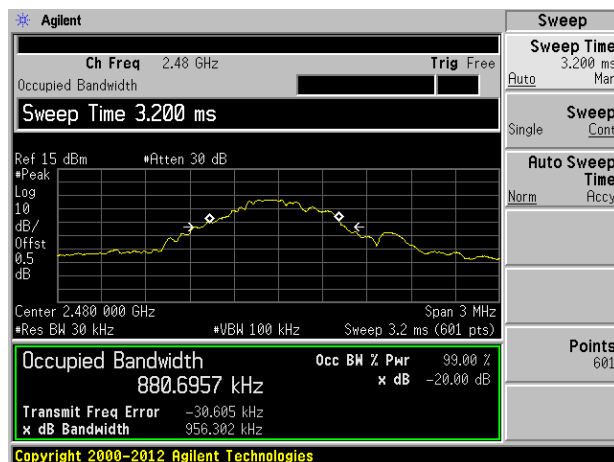 Agilent
Sweep
Ch Freq 2.48 GHz Trig Free
Occupied Bandwidth
Sweep Time 3.200 ms
Sweep Time
3.200 ms
Auto Man
Sweep
Single Cont
Auto Sweep
Time
Norm Accy
Points
601
Ref 15 dBm #Atten 30 dB
#Peak
Log
10
dB/
Offst
0.5
dB
Center 2.480 000 GHz Span 3 MHz
#Res BW 30 kHz #VBW 100 kHz Sweep 3.2 ms (601 pts)
Occupied Bandwidth Occ BW % Pwr 99.00 %
880.6957 kHz x dB -20.00 dB
Transmit Freq Error -30.605 kHz
x dB Bandwidth 956.302 kHz
Copyright 2000-2012 Agilent Technologies